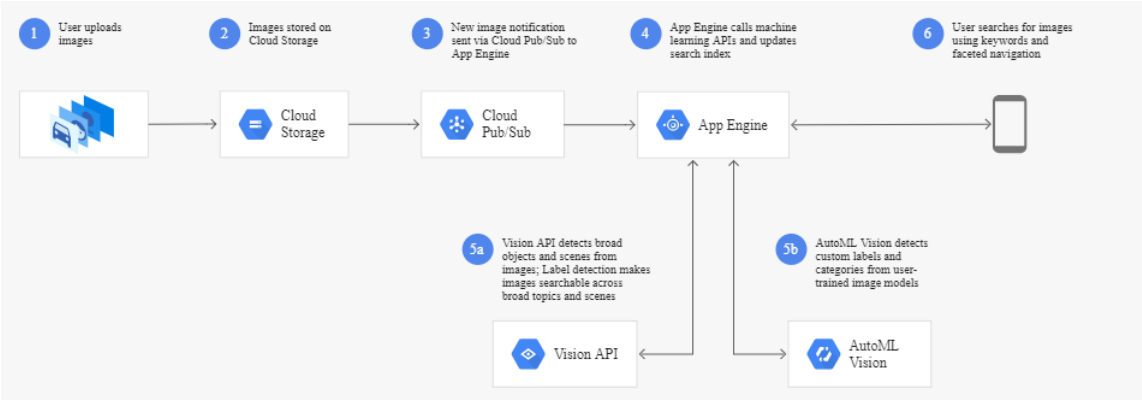 1
User uploads
images
2
Images stored on
Cloud Storage
3
New image notification
sent via Cloud Pub/Sub to
App Engine
4
App Engine calls machine
learning APIs and updates
search index
6
User searches for images
using keywords and
faceted navigation
Cloud
Storage
Cloud
Pub/Sub
App Engine
5a
Vision API detects broad
objects and scenes from
images; Label detection makes
images searchable across
broad topics and scenes
5b
AutoML Vision detects
custom labels and
categories from user-
trained image models
Vision API
AutoML
Vision